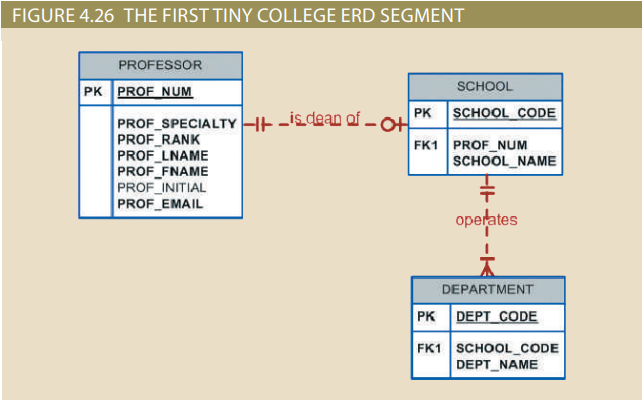 FIGURE 4.26 THE FIRST TINY COLLEGE ERD SEGMENT
PROFESSOR
PK PROF_NUM
PROF_SPECIALTY
PROF_RANK
PROF_LNAME
PROF_FNAME
PROF_INITIAL
PROF_EMAIL
is dean of
SCHOOL
PK SCHOOL_CODE
FK1 PROF_NUM
SCHOOL_NAME
operates
DEPARTMENT
PK DEPT_CODE
FK1 SCHOOL_CODE
DEPT_NAME